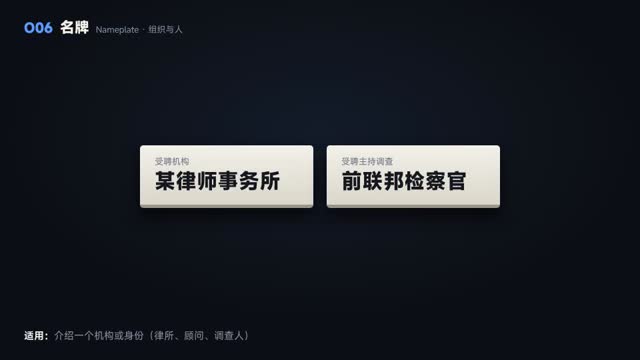 O06 名牌 Nameplate · 组织与人
受聘机构
某律师事务所
受聘主持调查
前联邦检察官
适用：介绍一个机构或身份（律所、顾问、调查人）